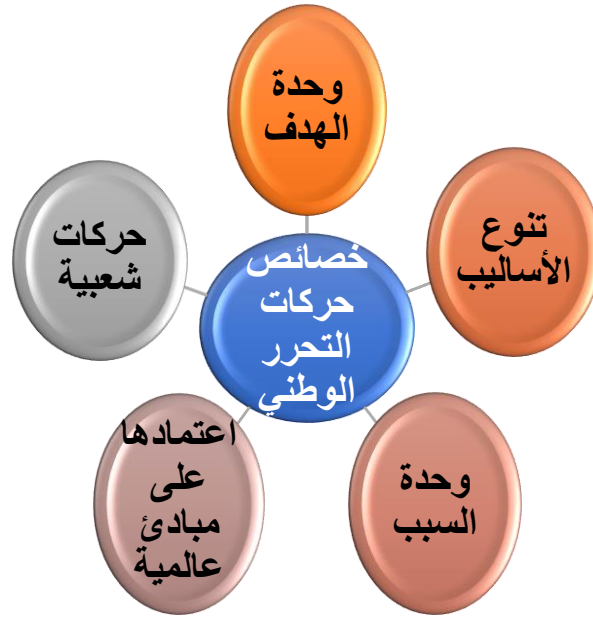 وحدة
الهدف
تنوع
الأساليب
حركات
شعبية
خصائص
حركات
التحرر
الوطني
اعتمادها
على
مبادئ
عالمية
وحدة
السبب